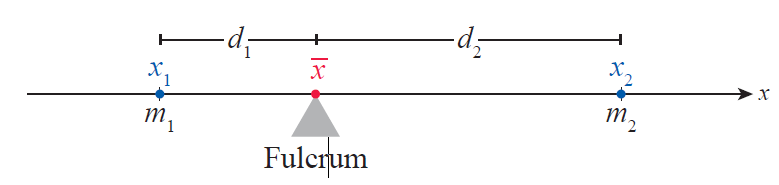 d₁ d₂
x₁ x̅ x₂
x
m₁ m₂
Fulcrum